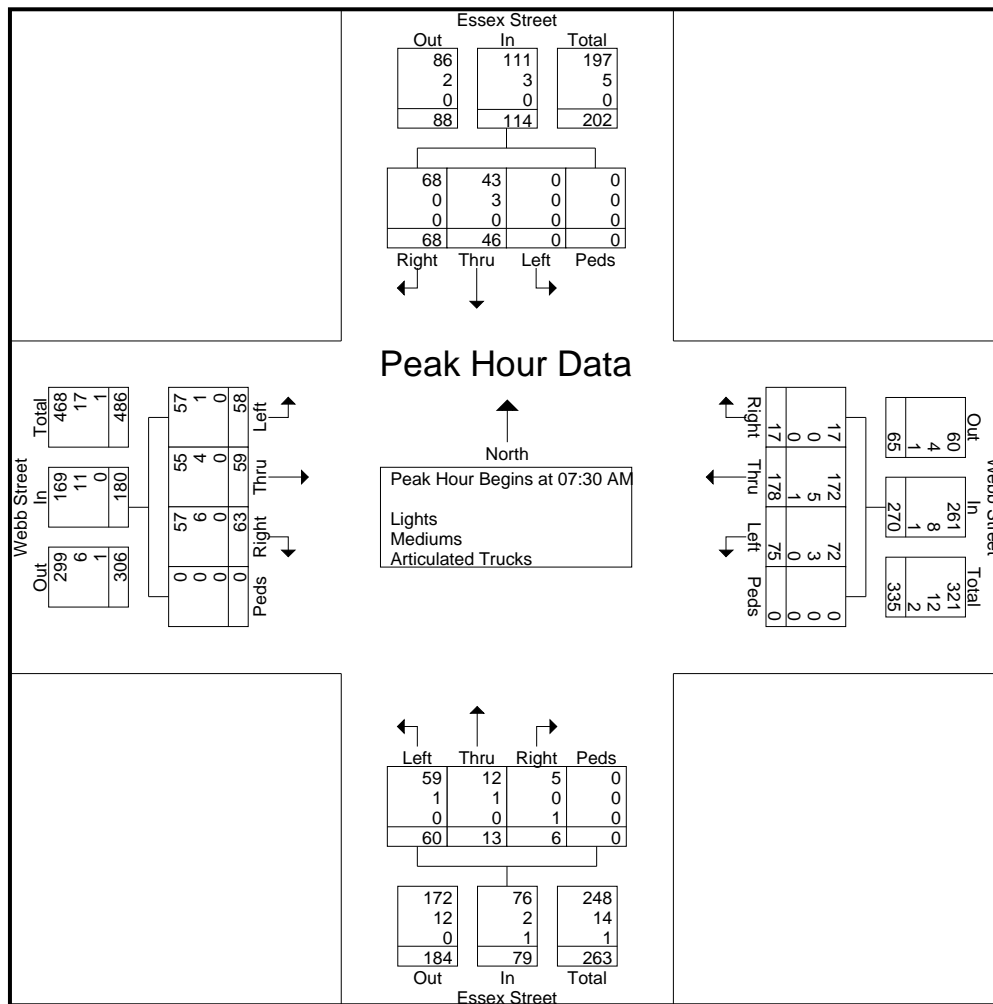 Essex Street
Out In Total
86 111 197
2 3 5
0 0 0
88 114 202
68 43 0 0
0 3 0 0
0 0 0 0
68 46 0 0
Right Thru Left Peds
Peak Hour Data
Webb Street
Total In Out
468 169 299
17 11 6
1 0 1
486 180 306
57 55 57 0
1 4 6 0
0 0 0 0
58 59 63 0
Left Thru Right Peds
North
Peak Hour Begins at 07:30 AM
Lights
Mediums
Articulated Trucks
Right Thru Left Peds
17 178 75 0
0 1 0 0
0 5 3 0
17 172 72 0
65 270 335
1 1 2
4 8 12
60 261 321
Out In Total
Webb Street
Left Thru Right Peds
59 12 5 0
1 1 0 0
0 0 1 0
60 13 6 0
172 76 248
12 2 14
0 1 1
184 79 263
Out In Total
Essex Street